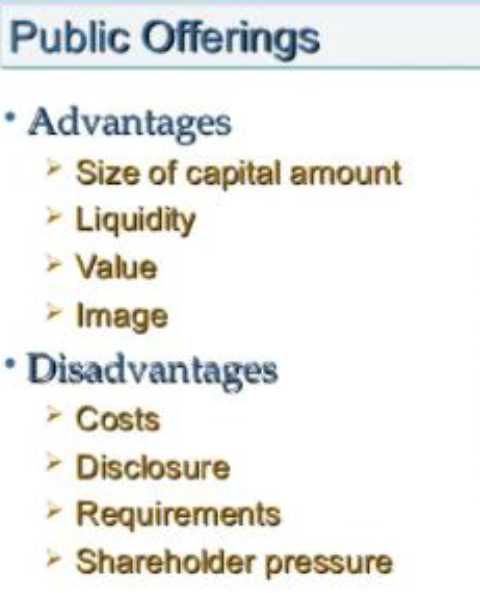 Public Offerings
• Advantages
➢ Size of capital amount
➢ Liquidity
➢ Value
➢ Image
• Disadvantages
➢ Costs
➢ Disclosure
➢ Requirements
➢ Shareholder pressure